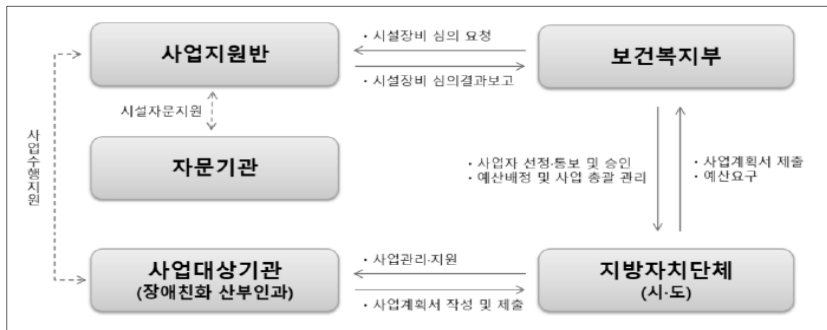 사업지원반
• 시설장비 심의 요청
• 시설장비 심의결과보고
보건복지부
시설자문지원
사업수행지원
자문기관
• 사업자 선정·통보 및 승인
• 예산배정 및 사업 총괄 관리
• 사업계획서 제출
• 예산요구
사업대상기관
(장애친화 산부인과)
• 사업관리·지원
• 사업계획서 작성 및 제출
지방자치단체
(시·도)